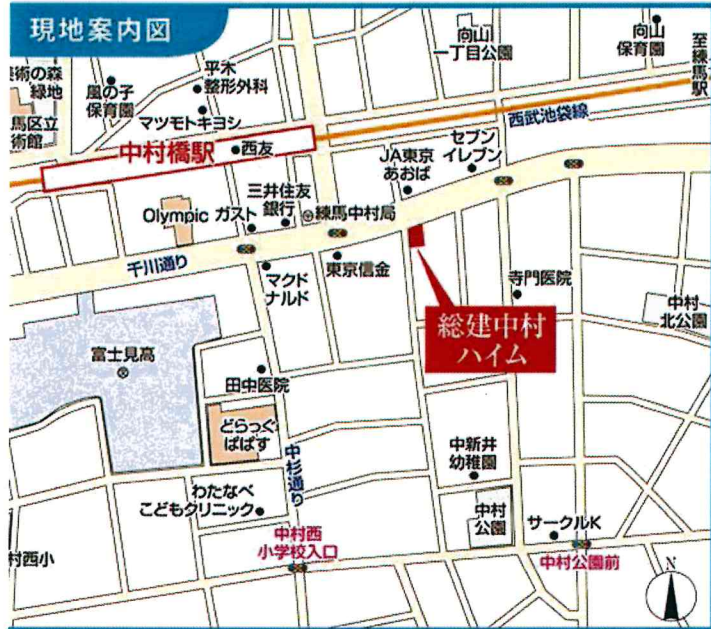 現地案内図
向山
一丁目公園
向山
保育園
至練馬駅
美術の森
緑地
風の子
保育園
平木
整形外科
馬区立
術館
マツモトキヨシ
西武池袋線
中村橋駅
西友
JA東京
あおば
セブン
イレブン
三井住友
銀行
練馬中村局
Olympic
ガスト
千川通り
マクド
ナルド
東京信金
寺門医院
中村
北公園
総建中村
ハイム
富士見高
田中医院
どらっぐ
ぱぱす
中杉通り
中新井
幼稚園
わたなべ
こどもクリニック
中村
公園
サークルK
中村西
小学校入口
中村公園前
村西小
N